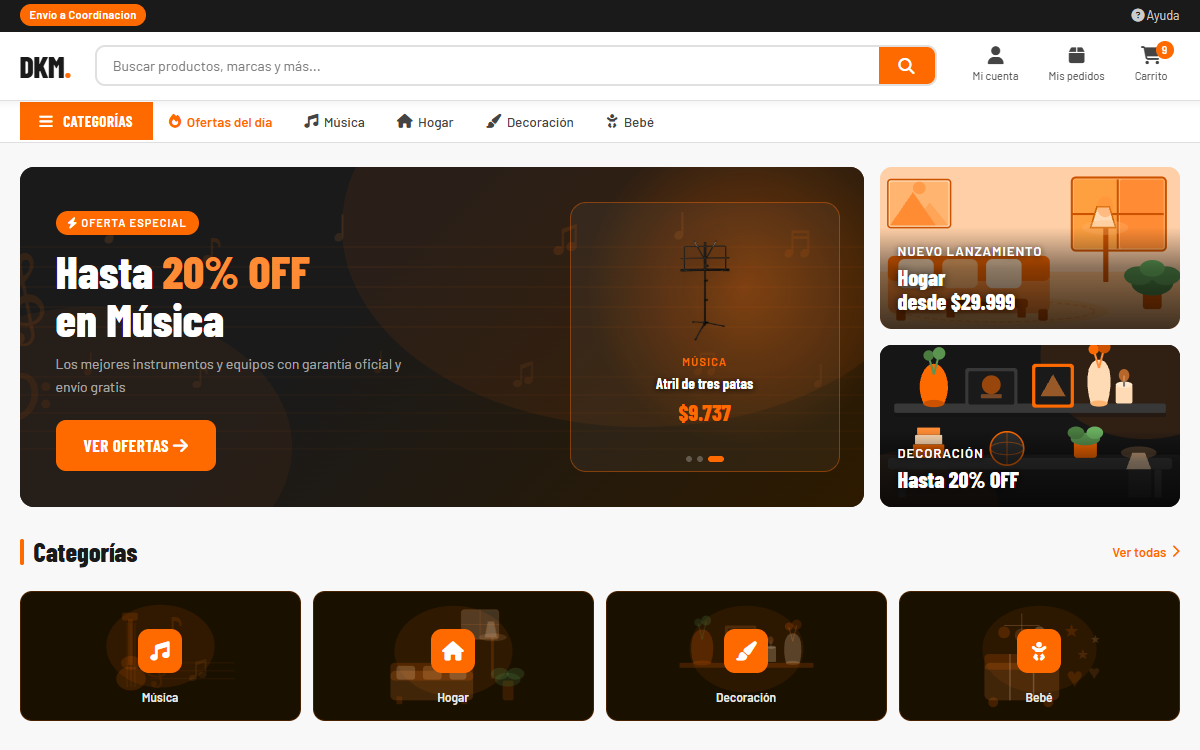 Envío a Coordinacion
Ayuda
DKM.
Buscar productos, marcas y más...
Mi cuenta
Mis pedidos
9
Carrito
CATEGORÍAS
Ofertas del día
Música
Hogar
Decoración
Bebé
OFERTA ESPECIAL
Hasta 20% OFF
en Música
Los mejores instrumentos y equipos con garantía oficial y
envío gratis
VER OFERTAS
MÚSICA
Atril de tres patas
$9.737
NUEVO LANZAMIENTO
Hogar
desde $29.999
DECORACIÓN
Hasta 20% OFF
Categorías
Ver todas
Música
Hogar
Decoración
Bebé